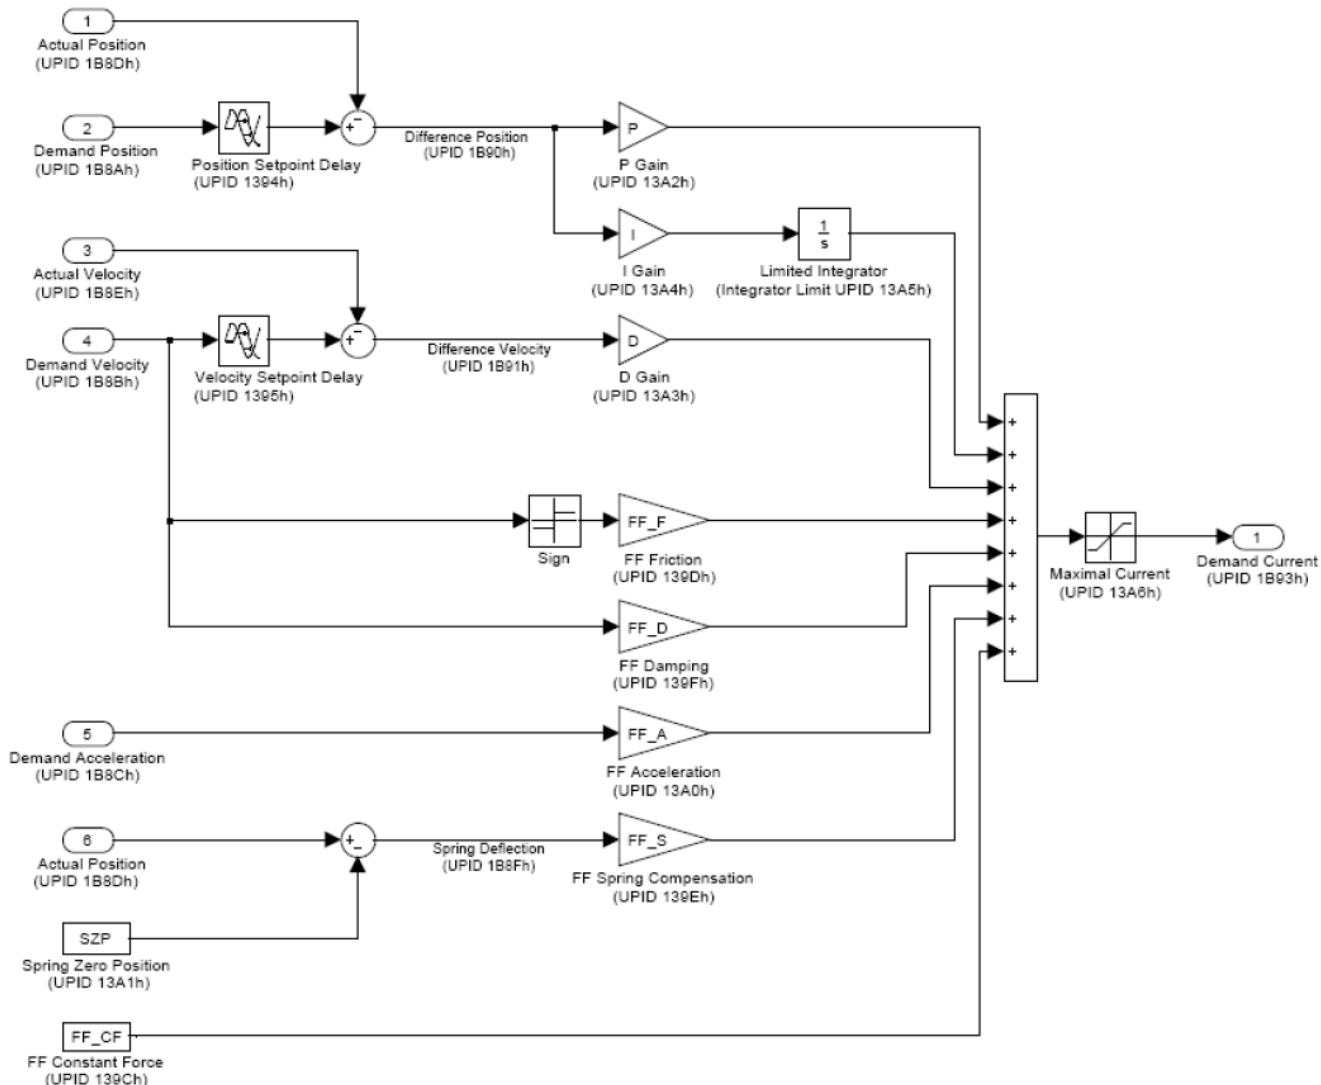 1
Actual Position
(UPID 1B8Dh)
2
Demand Position
(UPID 1B8Ah)
Position Setpoint Delay
(UPID 1394h)
+
−
Difference Position
(UPID 1B90h)
P
P Gain
(UPID 13A2h)
I
I Gain
(UPID 13A4h)
1
s
Limited Integrator
(Integrator Limit UPID 13A5h)
3
Actual Velocity
(UPID 1B8Eh)
4
Demand Velocity
(UPID 1B8Bh)
Velocity Setpoint Delay
(UPID 1395h)
+
−
Difference Velocity
(UPID 1B91h)
D
D Gain
(UPID 13A3h)
Sign
FF_F
FF Friction
(UPID 139Dh)
FF_D
FF Damping
(UPID 139Fh)
5
Demand Acceleration
(UPID 1B8Ch)
FF_A
FF Acceleration
(UPID 13A0h)
6
Actual Position
(UPID 1B8Dh)
+
−
Spring Deflection
(UPID 1B8Fh)
FF_S
FF Spring Compensation
(UPID 139Eh)
SZP
Spring Zero Position
(UPID 13A1h)
FF_CF
FF Constant Force
(UPID 139Ch)
+
+
+
+
+
+
+
+
Maximal Current
(UPID 13A6h)
1
Demand Current
(UPID 1B93h)